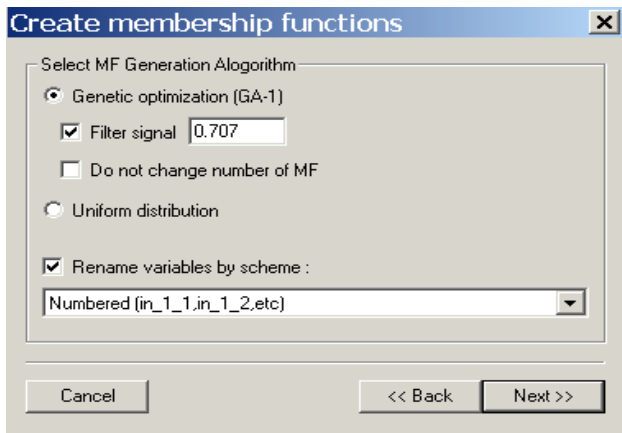 Create membership functions
Select MF Generation Alogorithm
Genetic optimization (GA-1)
Filter signal 0.707
Do not change number of MF
Uniform distribution
Rename variables by scheme :
Numbered (in_1_1,in_1_2,etc)
Cancel << Back Next >>